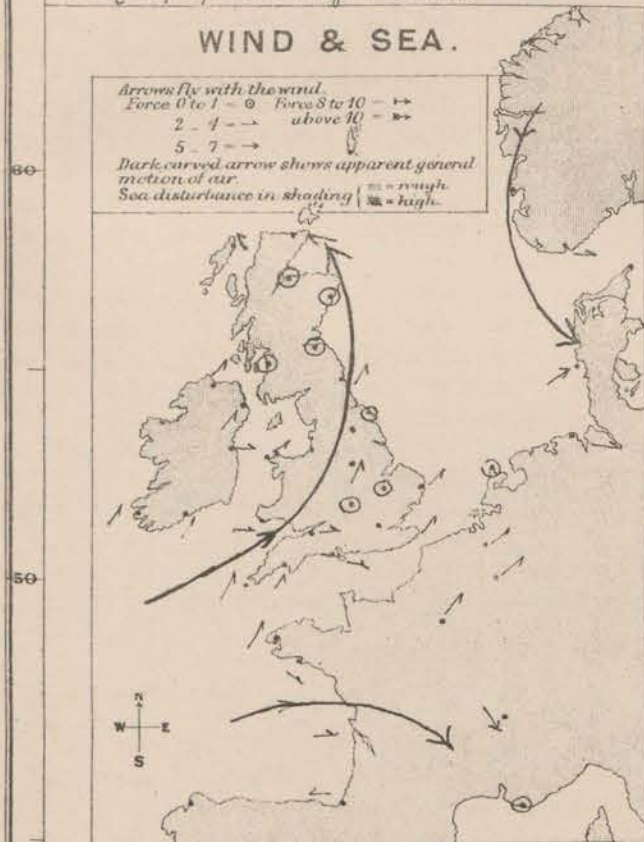 WIND & SEA.
Arrows fly with the wind.
Force 0 to 1 = Force 8 to 10 =
2 - 4 = above 10 =
5 - 7 =
Dark curved arrow shows apparent general
motion of air.
Sea disturbance in shading { = rough.
= high.
60
50
N
W E
S